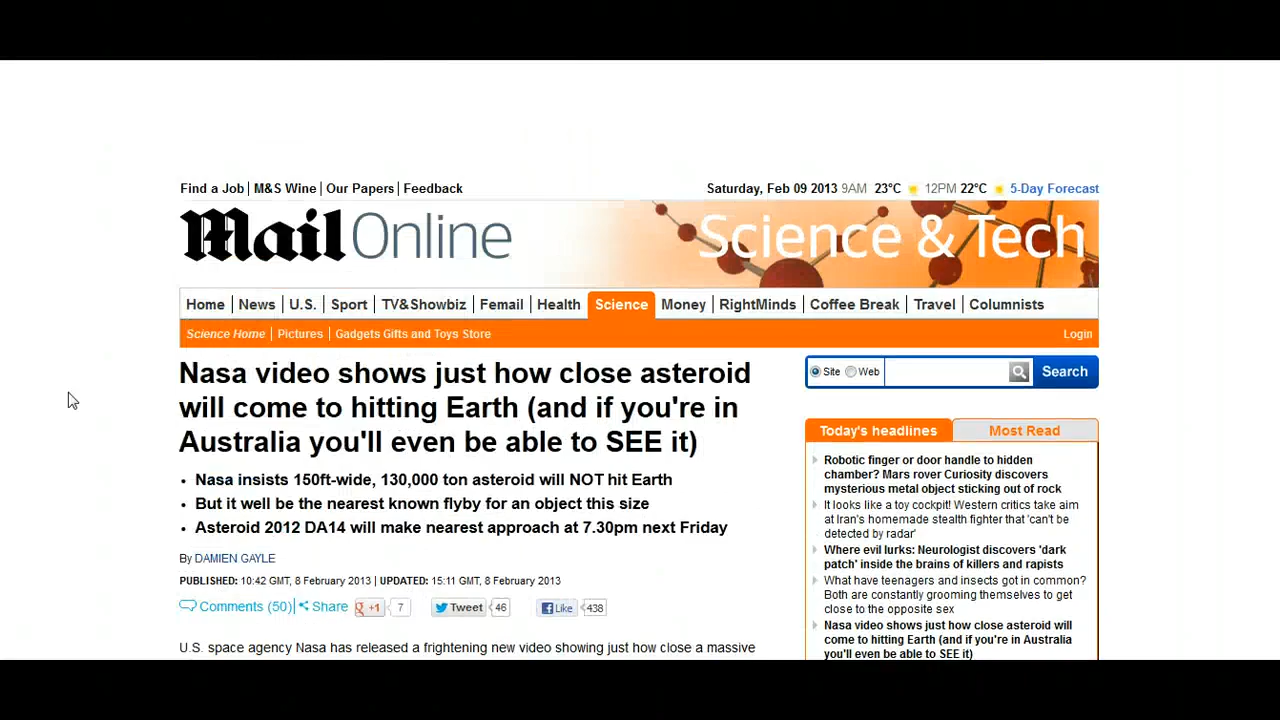 Find a Job | M&S Wine | Our Papers | Feedback
Saturday, Feb 09 2013 9AM 23°C 12PM 22°C 5-Day Forecast
Mail Online
Science & Tech
Home News U.S. Sport TV&Showbiz Femail Health Science Money RightMinds Coffee Break Travel Columnists
Science Home Pictures Gadgets Gifts and Toys Store Login
Nasa video shows just how close asteroid
will come to hitting Earth (and if you're in
Australia you'll even be able to SEE it)
• Nasa insists 150ft-wide, 130,000 ton asteroid will NOT hit Earth
• But it well be the nearest known flyby for an object this size
• Asteroid 2012 DA14 will make nearest approach at 7.30pm next Friday
By DAMIEN GAYLE
PUBLISHED: 10:42 GMT, 8 February 2013 | UPDATED: 15:11 GMT, 8 February 2013
Comments (50) Share +1 7 Tweet 46 Like 438
U.S. space agency Nasa has released a frightening new video showing just how close a massive
Site Web Search
Today's headlines Most Read
Robotic finger or door handle to hidden
chamber? Mars rover Curiosity discovers
mysterious metal object sticking out of rock
It looks like a toy cockpit! Western critics take aim
at Iran's homemade stealth fighter that 'can't be
detected by radar'
Where evil lurks: Neurologist discovers 'dark
patch' inside the brains of killers and rapists
What have teenagers and insects got in common?
Both are constantly grooming themselves to get
close to the opposite sex
Nasa video shows just how close asteroid will
come to hitting Earth (and if you're in Australia
you'll even be able to SEE it)